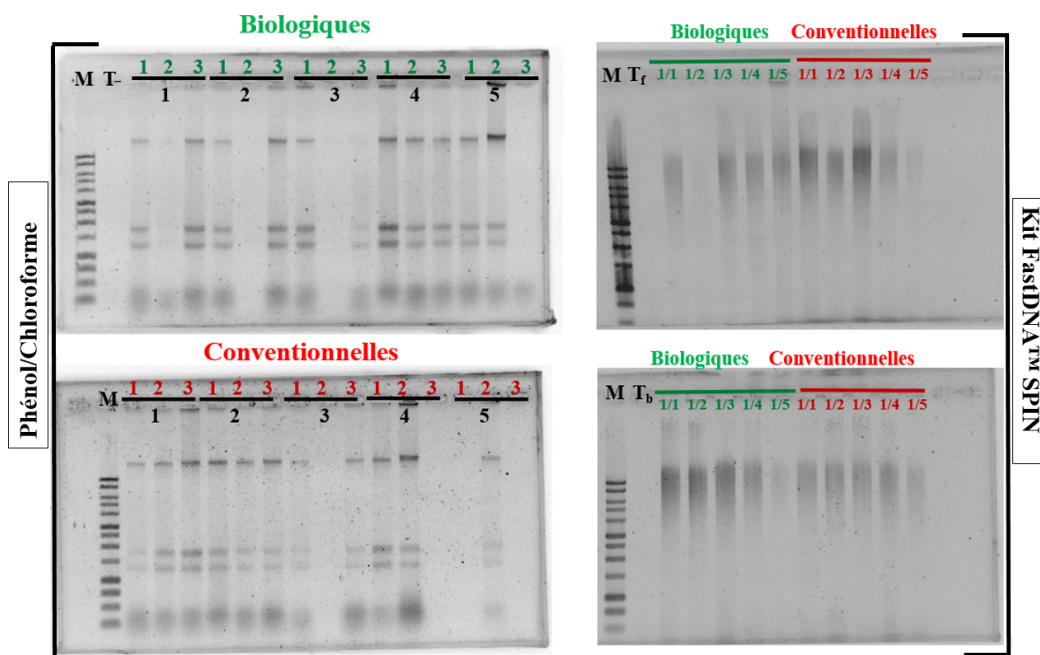 Biologiques
M T- 1 2 3 1 2 3 1 2 3 1 2 3 1 2 3
1 2 3 4 5
Phénol/Chloroforme
Conventionnelles
M 1 2 3 1 2 3 1 2 3 1 2 3 1 2 3
1 2 3 4 5
Biologiques Conventionnelles
M Tf 1/1 1/2 1/3 1/4 1/5 1/1 1/2 1/3 1/4 1/5
Biologiques Conventionnelles
M Tb 1/1 1/2 1/3 1/4 1/5 1/1 1/2 1/3 1/4 1/5
Kit FastDNA™ SPIN